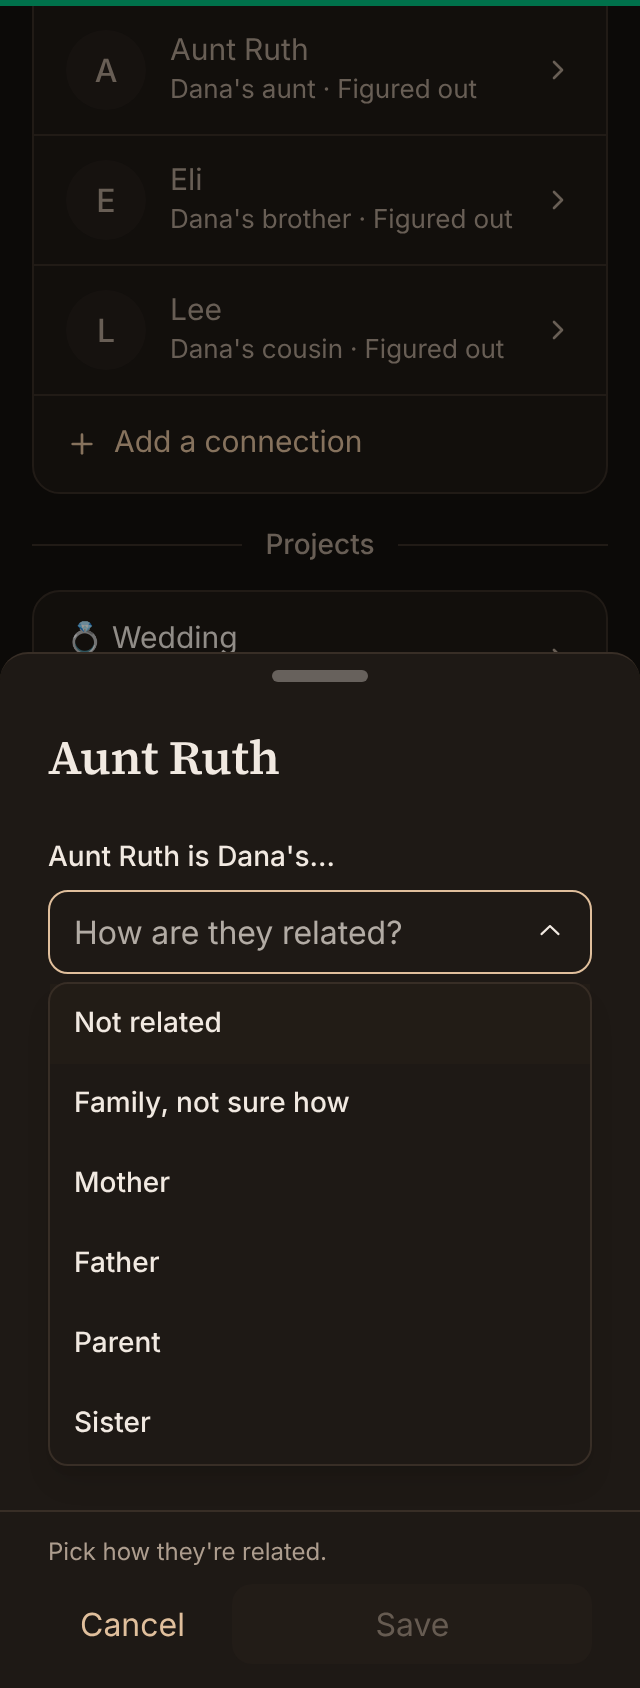 A
Aunt Ruth
Dana's aunt · Figured out
E
Eli
Dana's brother · Figured out
L
Lee
Dana's cousin · Figured out
+ Add a connection
Projects
💍 Wedding
Aunt Ruth
Aunt Ruth is Dana's...
How are they related?
Not related
Family, not sure how
Mother
Father
Parent
Sister
Pick how they're related.
Cancel
Save